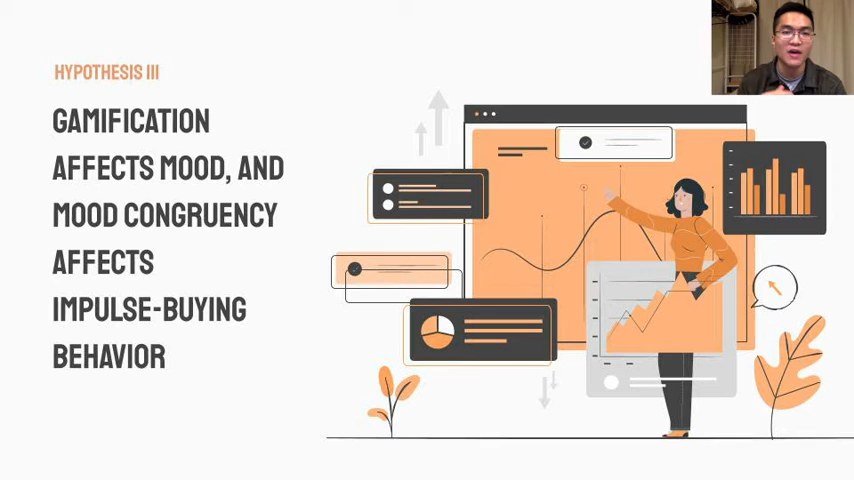 HYPOTHESIS III
GAMIFICATION
AFFECTS MOOD, AND
MOOD CONGRUENCY
AFFECTS
IMPULSE-BUYING
BEHAVIOR